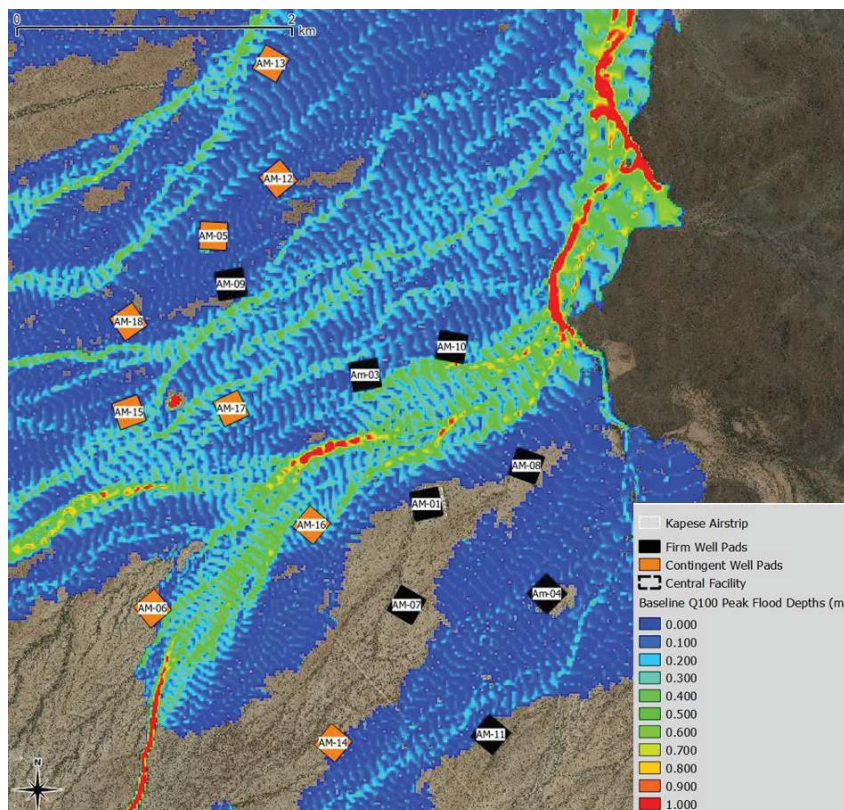 0 2
km
AM-13
AM-12
AM-05
AM-09
AM-18
AM-10
Am-03
AM-15
AM-17
AM-08
AM-01
AM-16
AM-06
AM-07
Am-04
AM-14
AM-11
Kapese Airstrip
Firm Well Pads
Contingent Well Pads
Central Facility
Baseline Q100 Peak Flood Depths (m
0.000
0.100
0.200
0.300
0.400
0.500
0.600
0.700
0.800
0.900
1.000
N